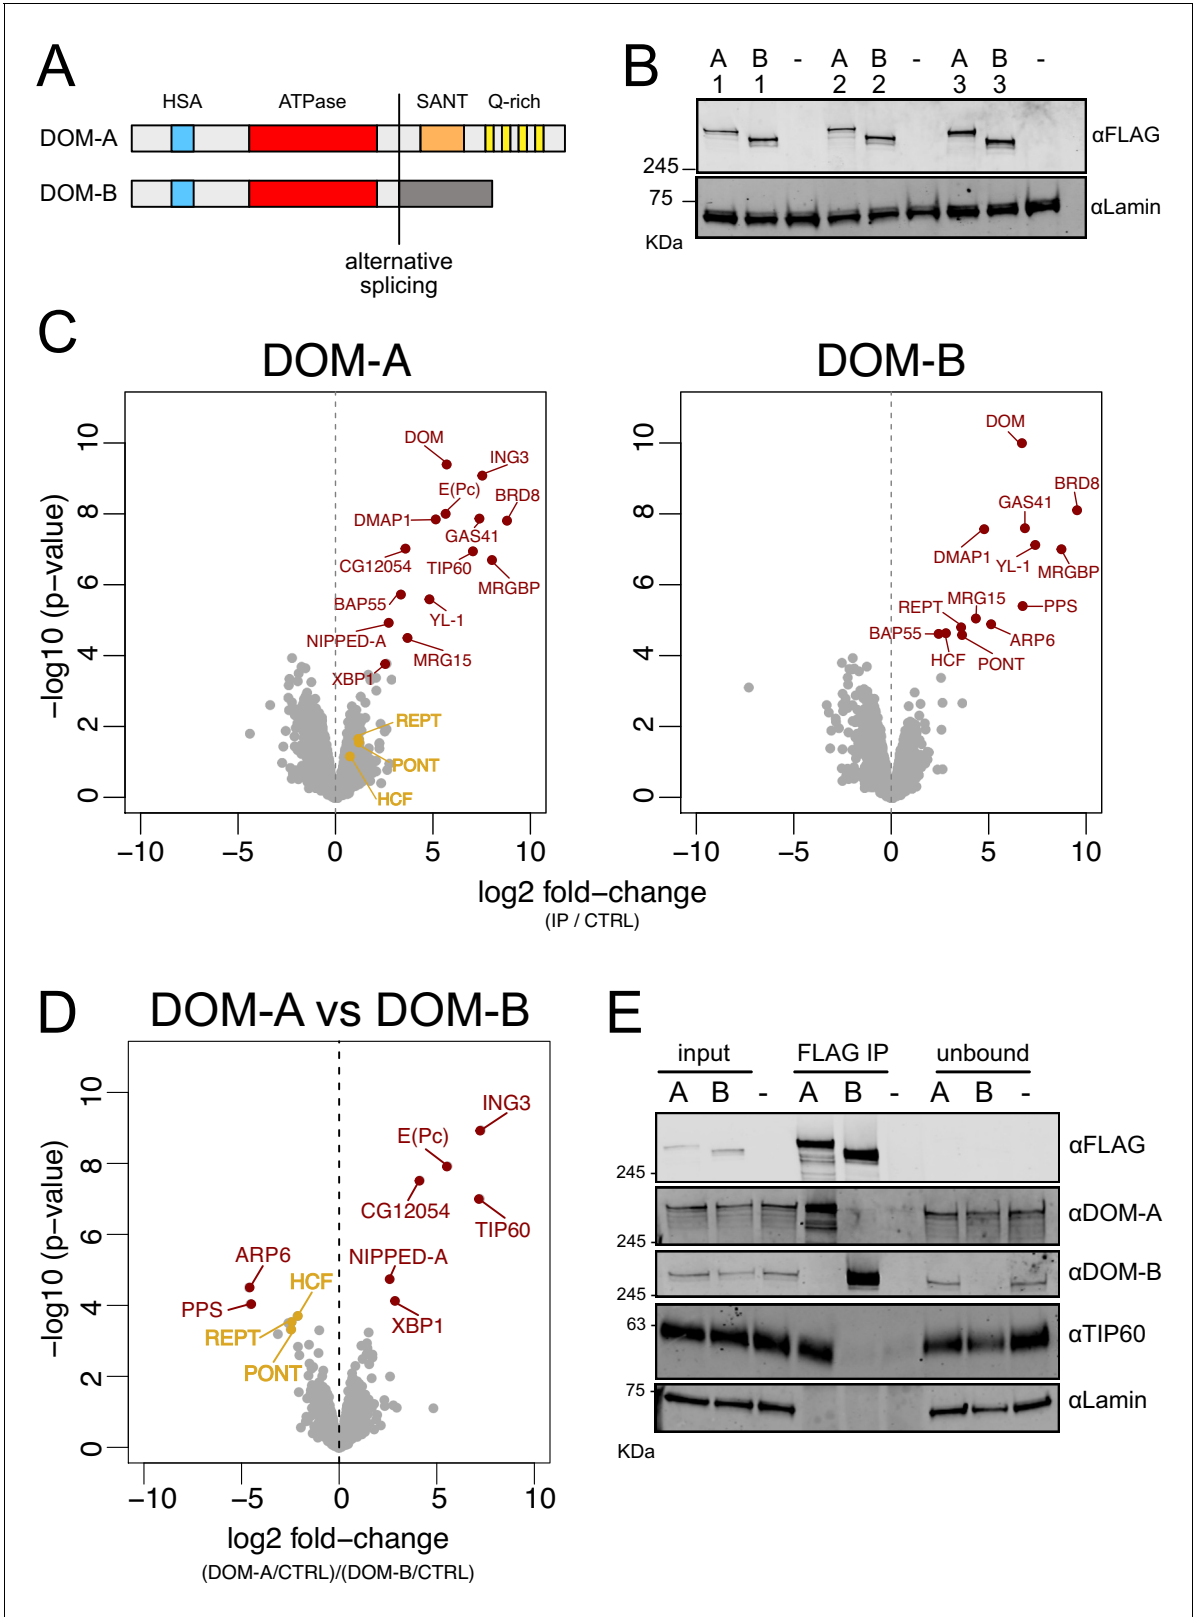 A
HSA ATPase SANT Q-rich
DOM-A
DOM-B
alternative
splicing
B
A B - A B - A B -
1 1 2 2 3 3
αFLAG
245
75
αLamin
KDa
C
DOM-A
−log10 (p−value)
0 2 4 6 8 10
DOM
ING3
E(Pc)
BRD8
DMAP1
GAS41
CG12054
TIP60
MRGBP
BAP55
YL-1
NIPPED-A
MRG15
XBP1
REPT
PONT
HCF
−10 −5 0 5 10
DOM-B
0 2 4 6 8 10
DOM
BRD8
GAS41
DMAP1
YL-1
MRGBP
MRG15
REPT
PPS
BAP55
ARP6
HCF
PONT
−10 −5 0 5 10
log2 fold−change
(IP / CTRL)
D
DOM-A vs DOM-B
−log10 (p−value)
0 2 4 6 8 10
ING3
E(Pc)
CG12054
TIP60
ARP6
NIPPED-A
HCF
PPS
XBP1
REPT
PONT
−10 −5 0 5 10
log2 fold−change
(DOM-A/CTRL)/(DOM-B/CTRL)
E
input FLAG IP unbound
A B - A B - A B -
αFLAG
245
αDOM-A
245
αDOM-B
245
63
αTIP60
75
αLamin
KDa